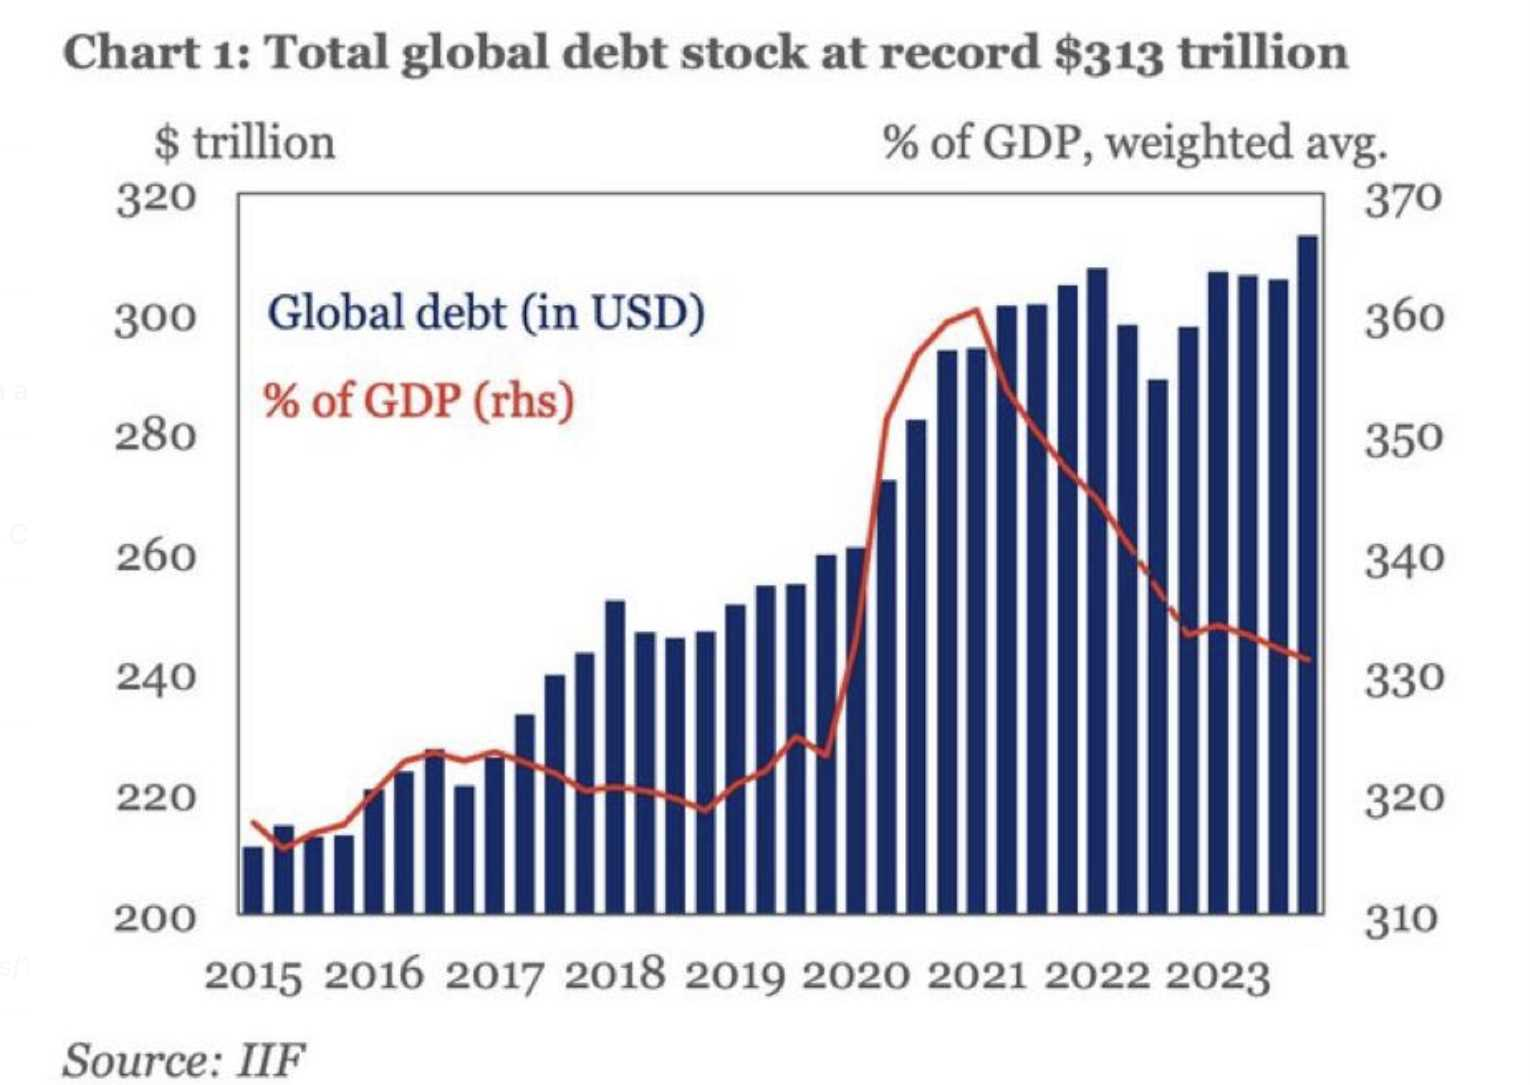 Chart 1: Total global debt stock at record $313 trillion
$ trillion
% of GDP, weighted avg.
320
370
Global debt (in USD)
300
360
% of GDP (rhs)
280
350
260
340
240
330
220
320
200
310
2015 2016 2017 2018 2019 2020 2021 2022 2023
Source: IIF